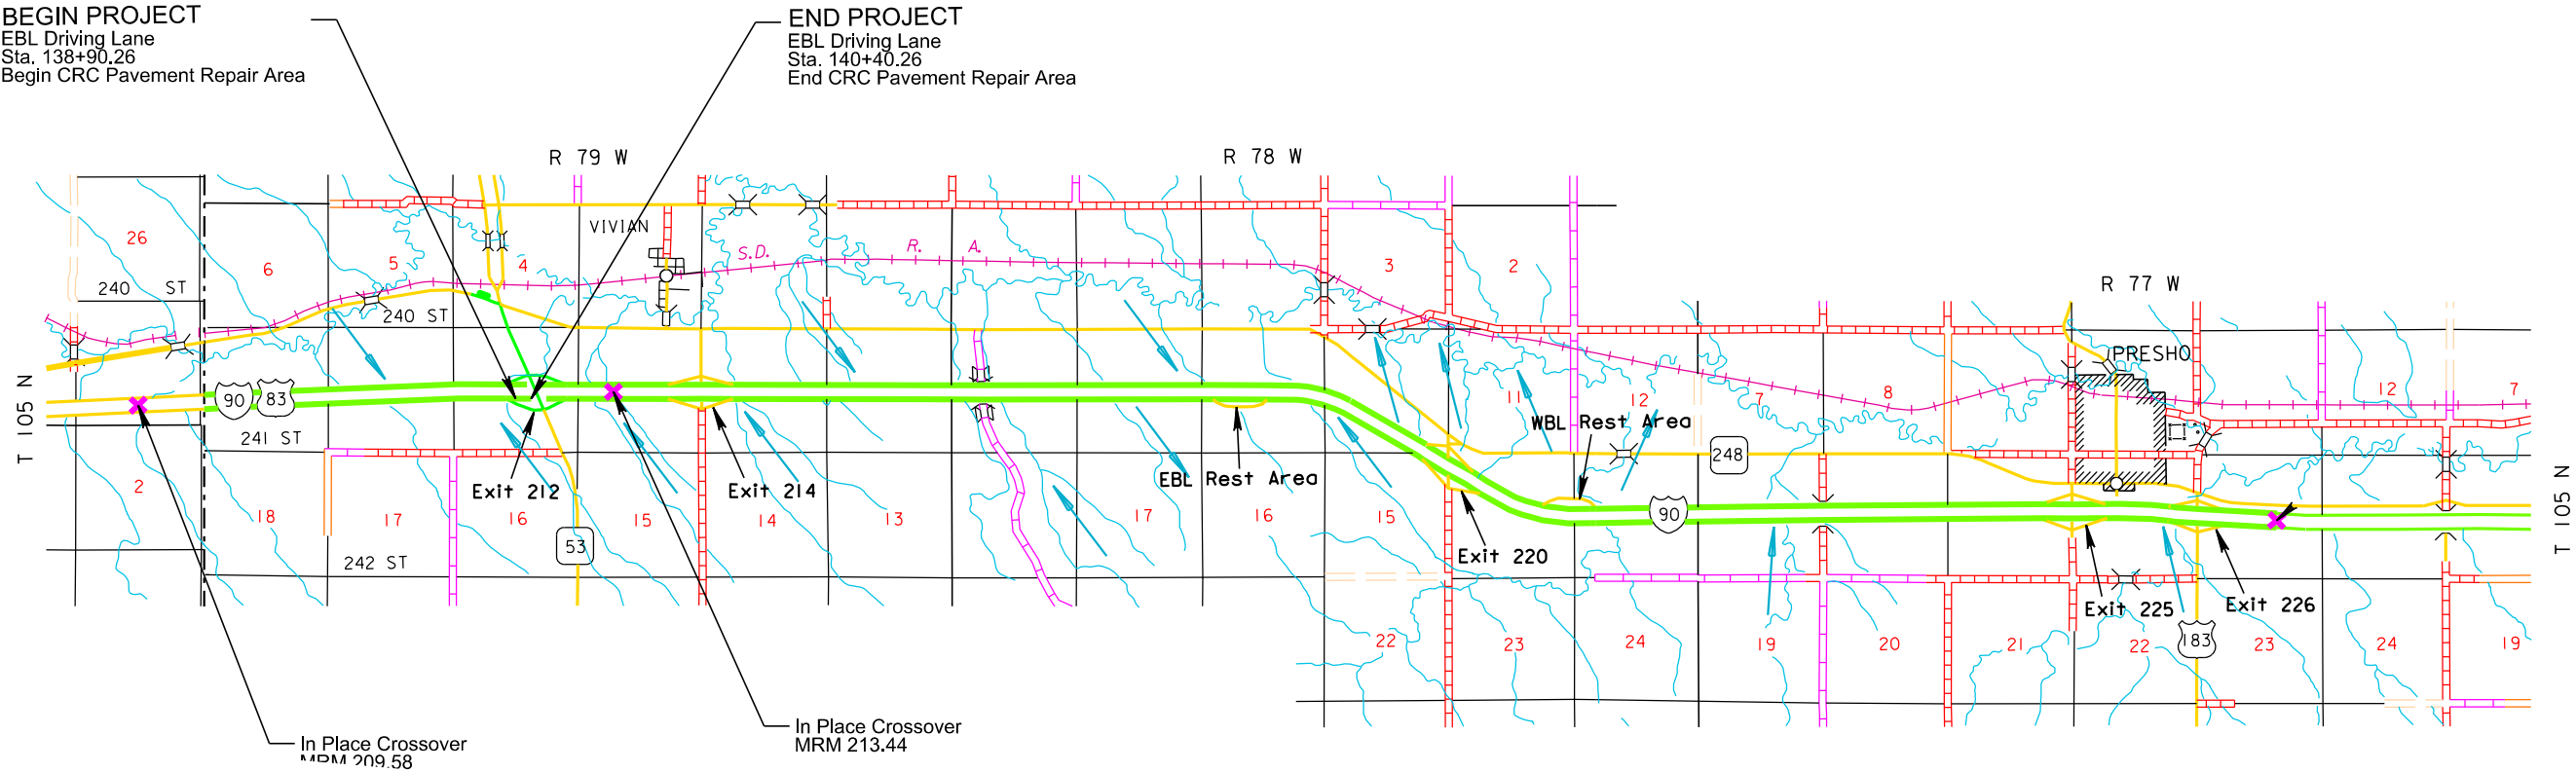 BEGIN PROJECT
EBL Driving Lane
Sta. 138+90.26
Begin CRC Pavement Repair Area
END PROJECT
EBL Driving Lane
Sta. 140+40.26
End CRC Pavement Repair Area
R 79 W
R 78 W
R 77 W
VIVIAN
S.D. R. A.
26
6
5
4
3
2
240 ST
240 ST
PRESHO
T 105 N
90
83
241 ST
2
Exit 212
Exit 214
EBL Rest Area
11
WBL Rest Area
12
7
8
12
7
248
T 105 N
18
17
16
15
14
13
17
16
15
90
53
242 ST
Exit 220
Exit 225
Exit 226
22
23
24
19
20
21
22
183
23
24
19
In Place Crossover
MRM 209.58
In Place Crossover
MRM 213.44